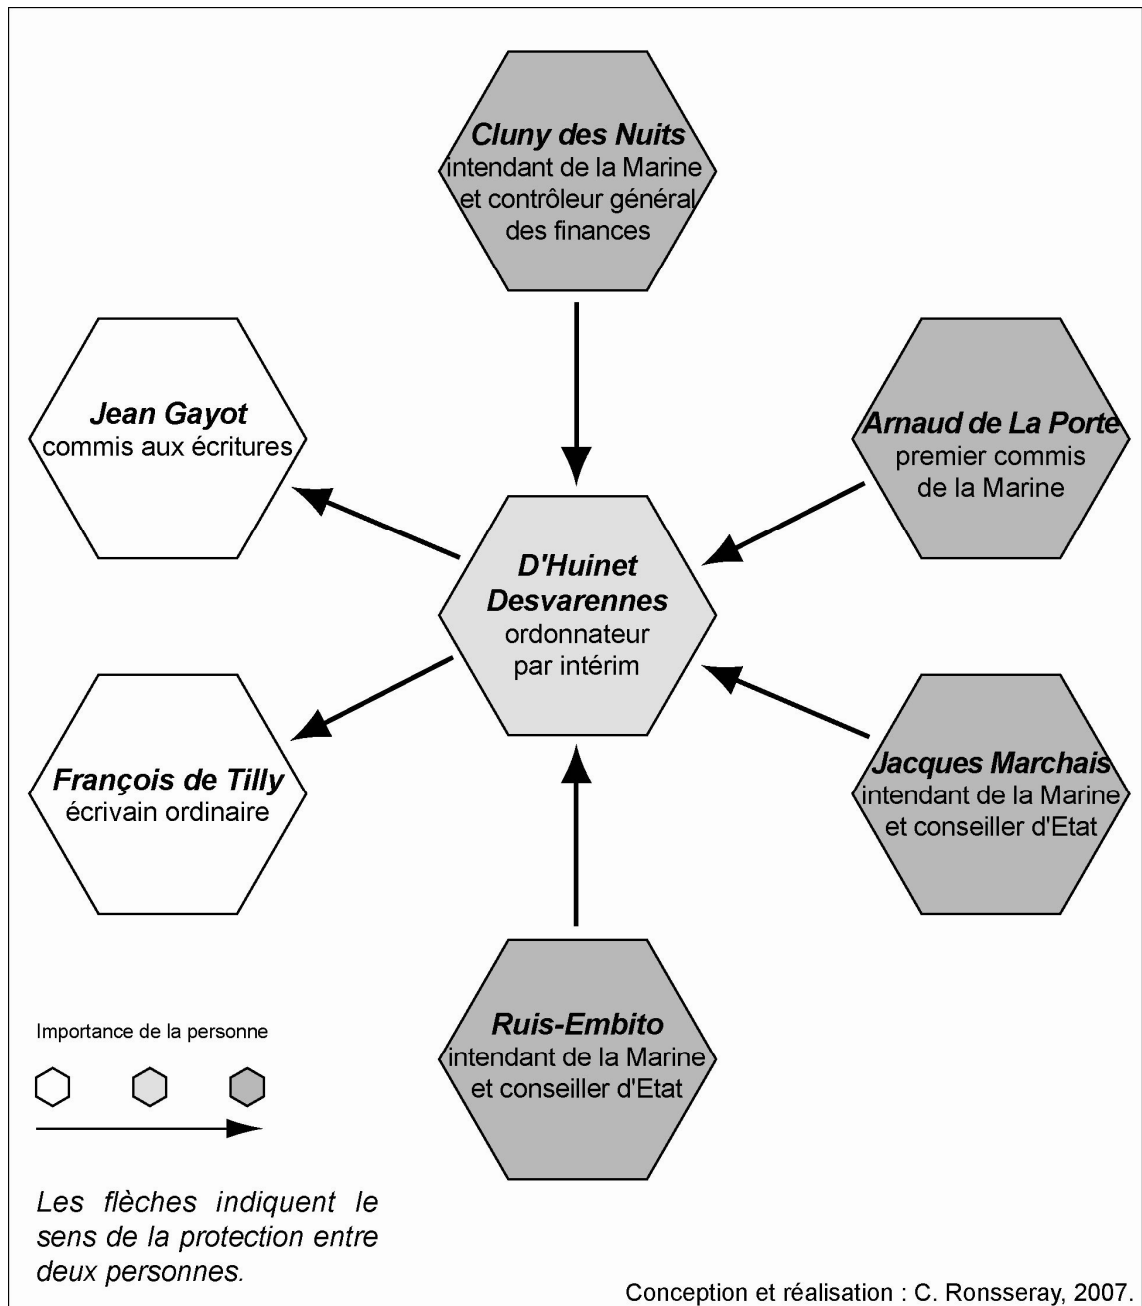 Cluny des Nuits
intendant de la Marine
et contrôleur général
des finances
Jean Gayot
commis aux écritures
Arnaud de La Porte
premier commis
de la Marine
D'Huinet
Desvarennes
ordonnateur
par intérim
François de Tilly
écrivain ordinaire
Jacques Marchais
intendant de la Marine
et conseiller d'Etat
Ruis-Embito
intendant de la Marine
et conseiller d'Etat
Importance de la personne
Les flèches indiquent le
sens de la protection entre
deux personnes.
Conception et réalisation : C. Ronsseray, 2007.